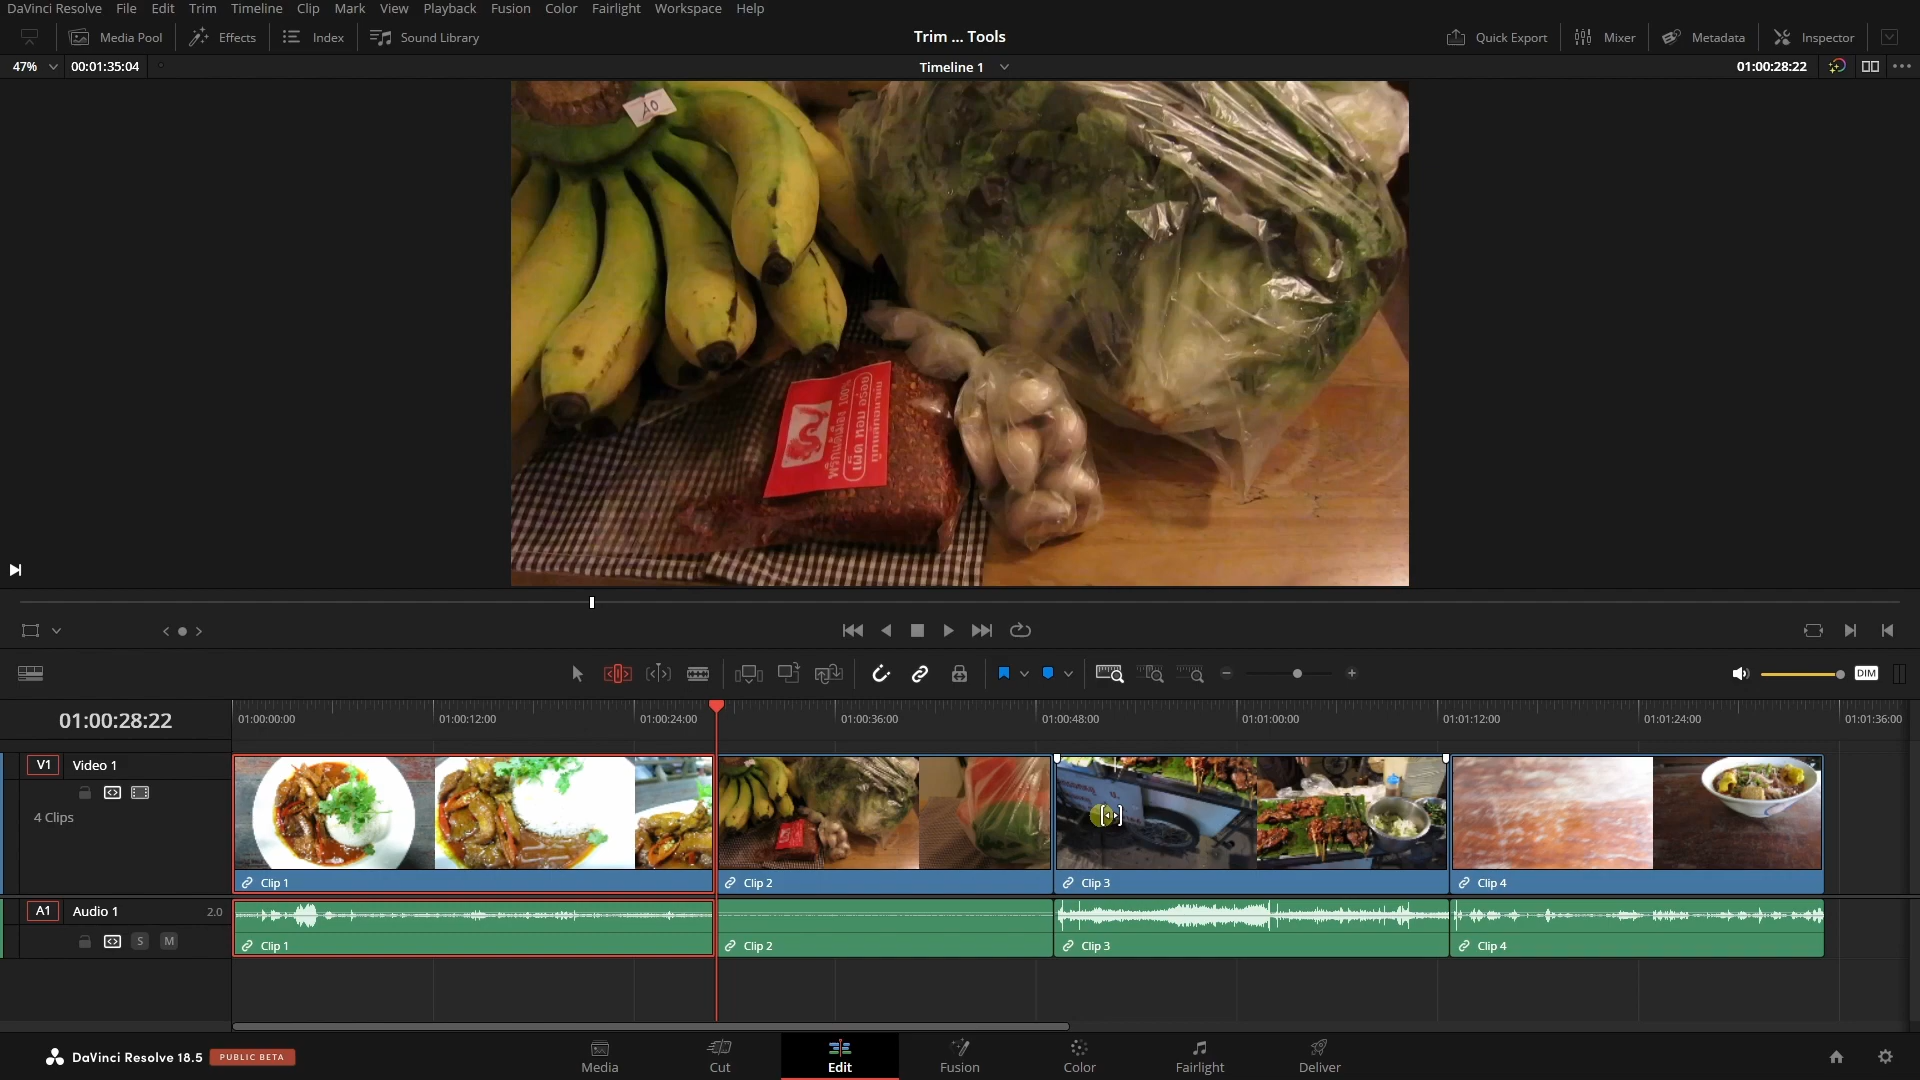 DaVinci Resolve File Edit Trim Timeline Clip Mark View Playback Fusion Color Fairlight Workspace Help
Media Pool Effects Index Sound Library Trim ... Tools Quick Export Mixer Metadata Inspector
47% 00:01:35:04 Timeline 1 01:00:28:22
100%
DIM
01:00:28:22 01:00:00:00 01:00:12:00 01:00:24:00 01:00:36:00 01:00:48:00 01:01:00:00 01:01:12:00 01:01:24:00 01:01:36:00
V1 Video 1
4 Clips
Clip 1 Clip 2 Clip 3 Clip 4
A1 Audio 1 2.0
S M
Clip 1 Clip 2 Clip 3 Clip 4
DaVinci Resolve 18.5 PUBLIC BETA Media Cut Edit Fusion Color Fairlight Deliver